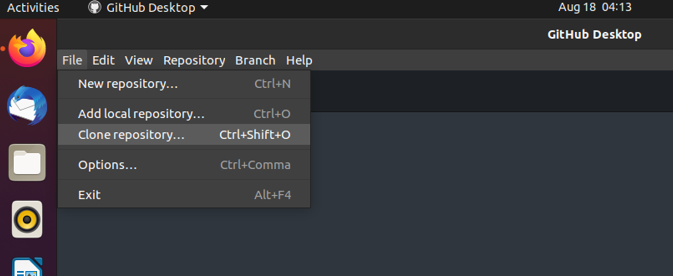 Activities GitHub Desktop Aug 18 04:13
GitHub Desktop
File Edit View Repository Branch Help
New repository... Ctrl+N
Add local repository... Ctrl+O
Clone repository... Ctrl+Shift+O
Options... Ctrl+Comma
Exit Alt+F4